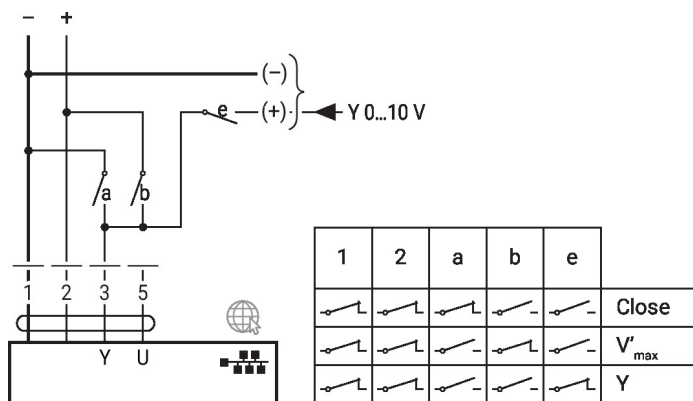 − +
(−)
e (+) Y 0...10 V
a b
1 2 3 5
Y U
1 2 a b e
Close
V'max
Y